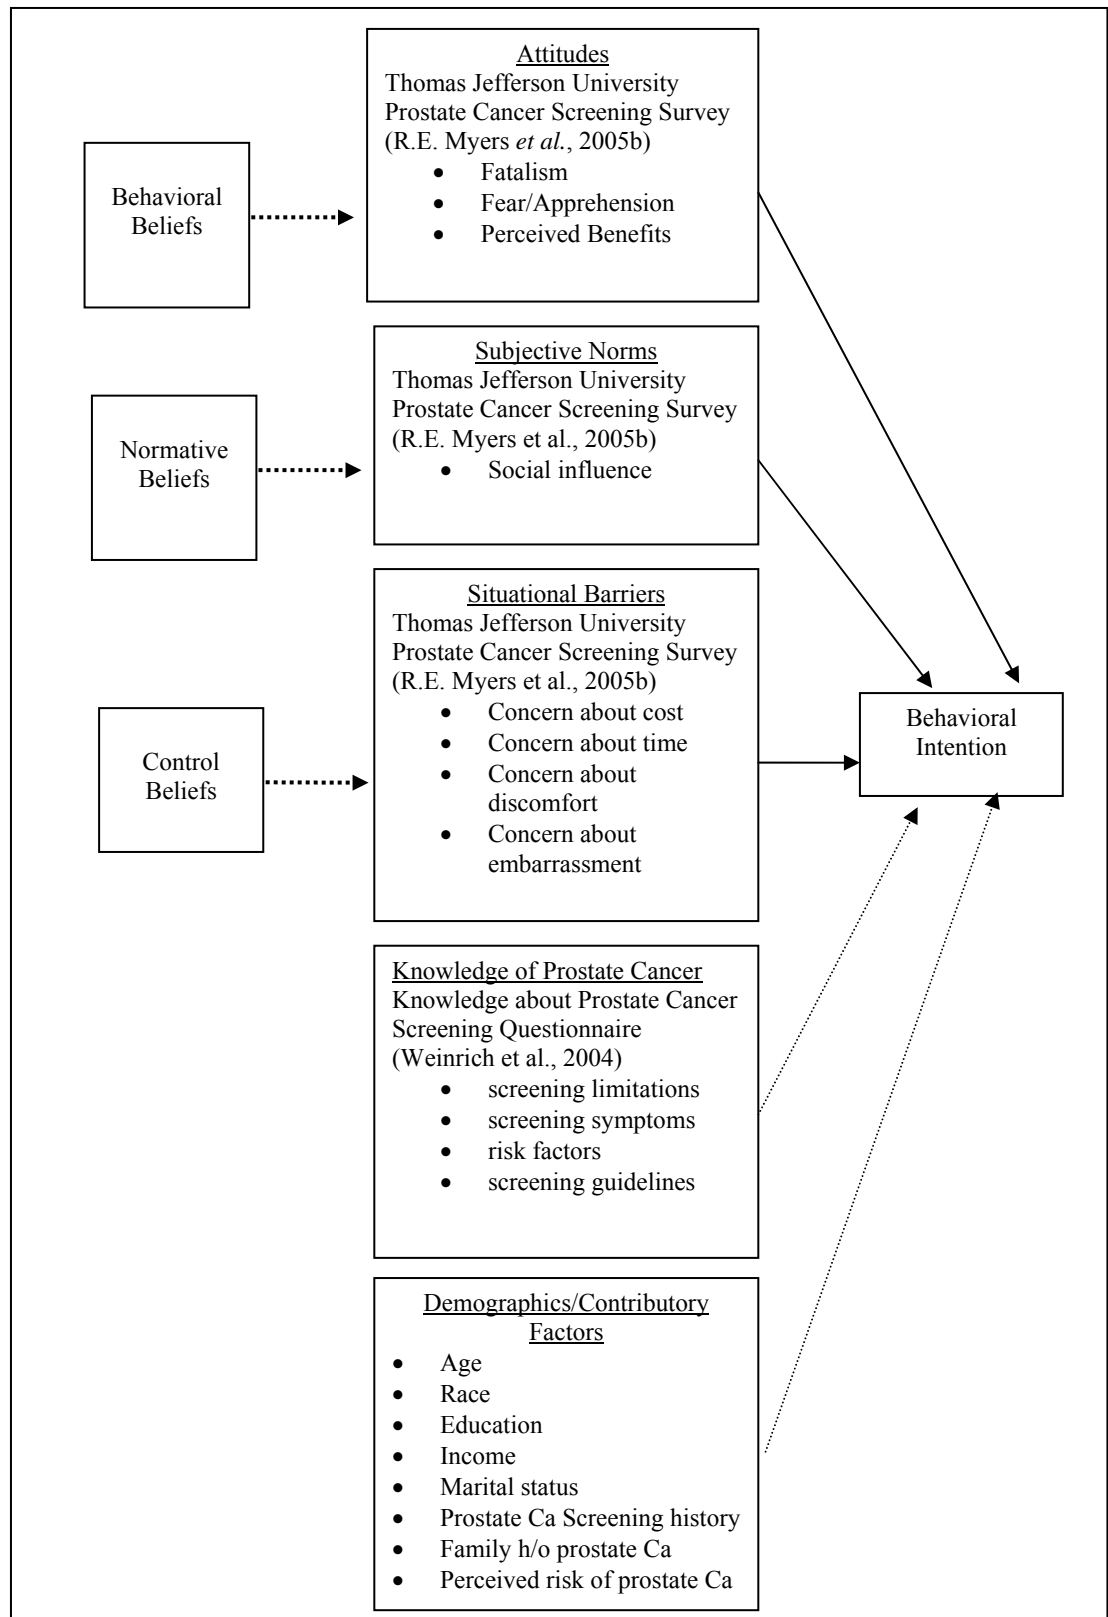 Attitudes
Thomas Jefferson University
Prostate Cancer Screening Survey
(R.E. Myers et al., 2005b)
• Fatalism
• Fear/Apprehension
• Perceived Benefits
Behavioral
Beliefs
Subjective Norms
Thomas Jefferson University
Prostate Cancer Screening Survey
(R.E. Myers et al., 2005b)
• Social influence
Normative
Beliefs
Situational Barriers
Thomas Jefferson University
Prostate Cancer Screening Survey
(R.E. Myers et al., 2005b)
• Concern about cost
• Concern about time
• Concern about
discomfort
• Concern about
embarrassment
Control
Beliefs
Behavioral
Intention
Knowledge of Prostate Cancer
Knowledge about Prostate Cancer
Screening Questionnaire
(Weinrich et al., 2004)
• screening limitations
• screening symptoms
• risk factors
• screening guidelines
Demographics/Contributory
Factors
• Age
• Race
• Education
• Income
• Marital status
• Prostate Ca Screening history
• Family h/o prostate Ca
• Perceived risk of prostate Ca